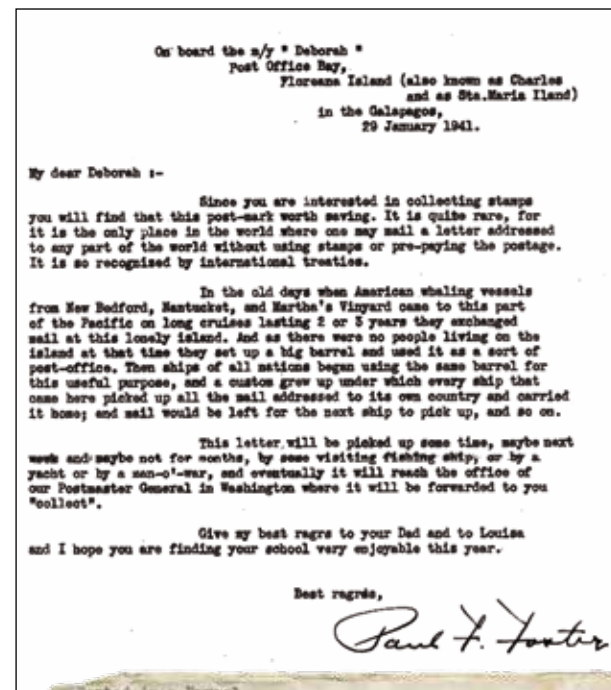 On board the m/y " Deborah "
Post Office Bay,
Floreana Island (also known as Charles
and as Sta.Maria Iland)
in the Galapagos,
29 January 1941.
My dear Deborah :-
Since you are interested in collecting stamps
you will find that this post-mark worth saving. It is quite rare, for
it is the only place in the world where one may mail a letter addressed
to any part of the world without using stamps or pre-paying the postage.
It is so recognized by international treaties.
In the old days when American whaling vessels
from New Bedford, Nantucket, and Martha's Vinyard came to this part
of the Pacific on long cruises lasting 2 or 3 years they exchanged
mail at this lonely island. And as there were no people living on the
island at that time they set up a big barrel and used it as a sort of
post-office. Then ships of all nations began using the same barrel for
this useful purpose, and a custom grew up under which every ship that
came here picked up all the mail addressed to its own country and carried
it home; and mail would be left for the next ship to pick up, and so on.
This letter will be picked up some time, maybe next
week and maybe not for months, by some visiting fishing ship, or by a
yacht or by a man-o'-war, and eventually it will reach the office of
our Postmaster General in Washington where it will be forwarded to you
"collect".
Give my best regrs to your Dad and to Louisa
and I hope you are finding your school very enjoyable this year.
Best regrds,
Paul F. Foster